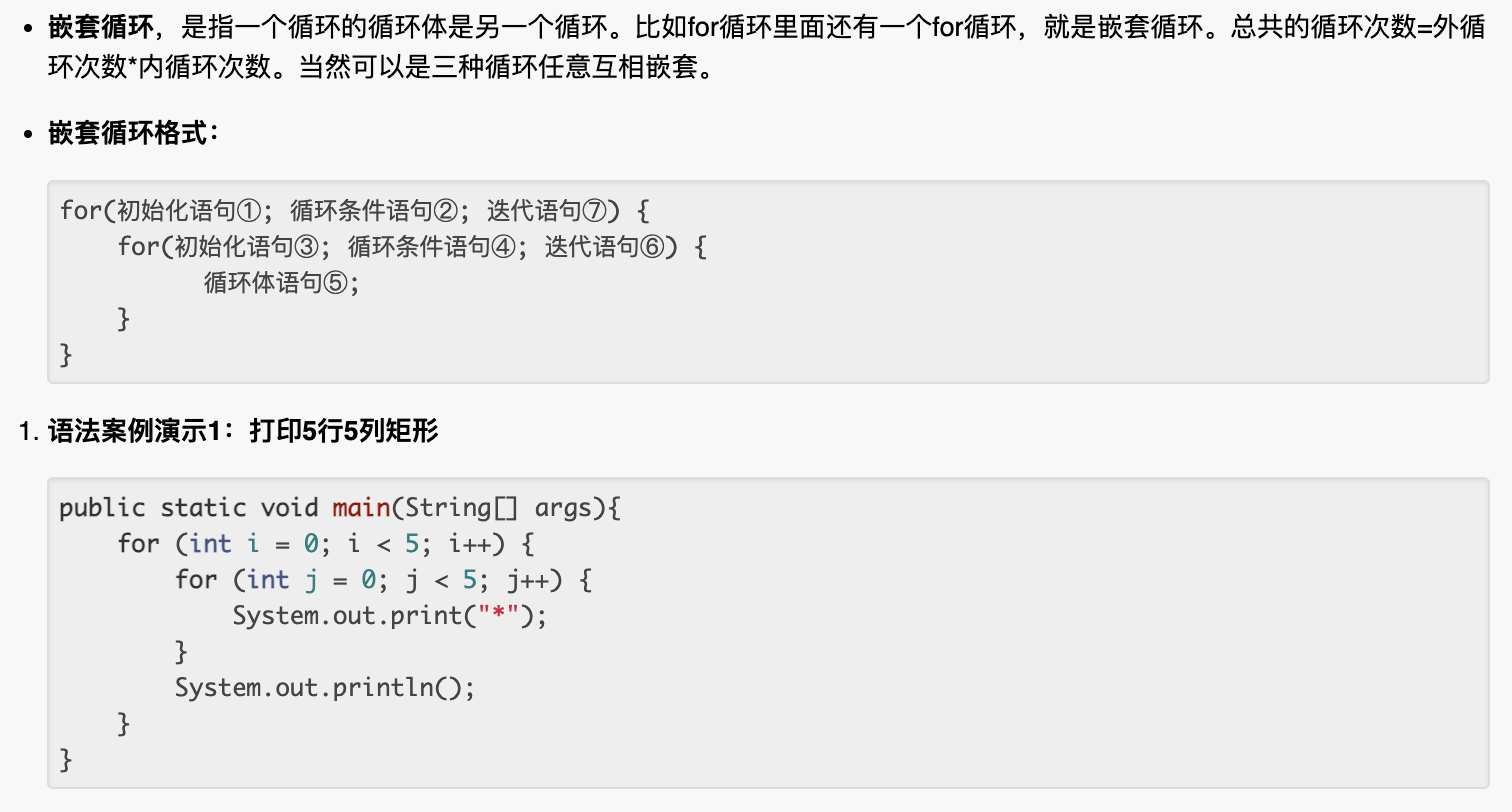 • 嵌套循环，是指一个循环的循环体是另一个循环。比如for循环里面还有一个for循环，就是嵌套循环。总共的循环次数=外循
环次数*内循环次数。当然可以是三种循环任意互相嵌套。
• 嵌套循环格式：
for(初始化语句①; 循环条件语句②; 迭代语句⑦) {
    for(初始化语句③; 循环条件语句④; 迭代语句⑥) {
          循环体语句⑤;
    }
}
1. 语法案例演示1：打印5行5列矩形
public static void main(String[] args){
    for (int i = 0; i < 5; i++) {
        for (int j = 0; j < 5; j++) {
            System.out.print("*");
        }
        System.out.println();
    }
}